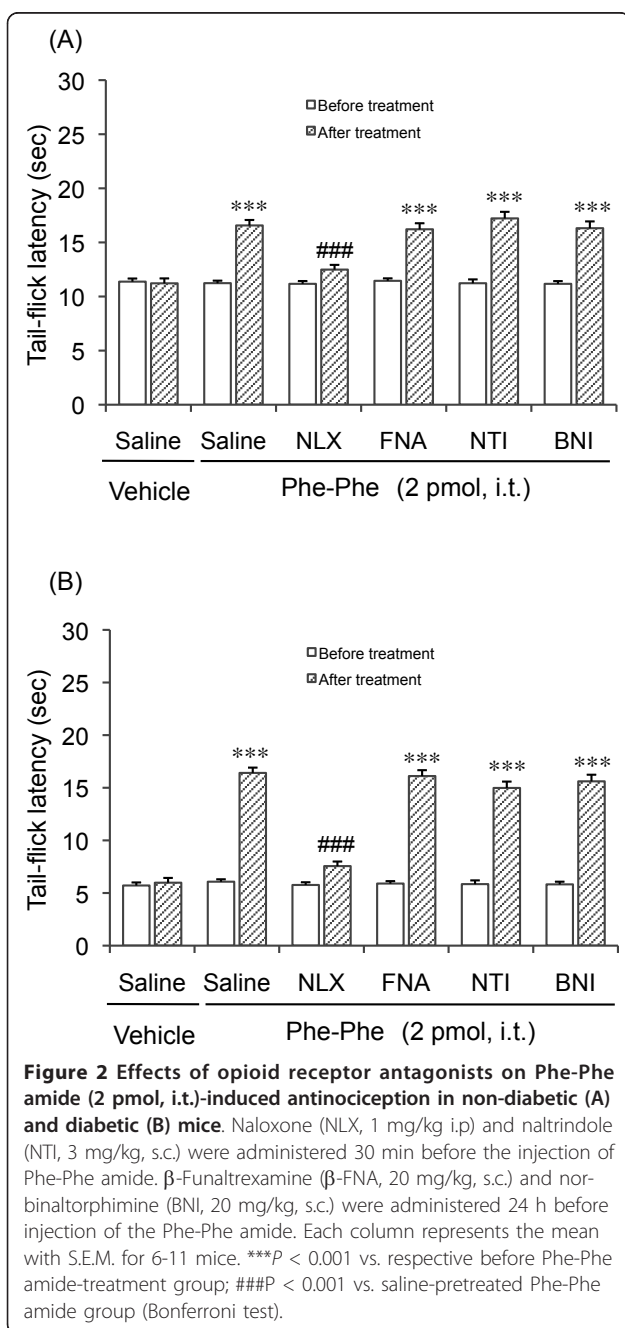 (A)
30
25
20
15
10
5
0
Tail-flick latency (sec)
Before treatment
After treatment
***
###
***
***
***
Saline Saline NLX FNA NTI BNI
Vehicle Phe-Phe (2 pmol, i.t.)
(B)
30
25
20
15
10
5
0
Tail-flick latency (sec)
Before treatment
After treatment
***
###
***
***
***
Saline Saline NLX FNA NTI BNI
Vehicle Phe-Phe (2 pmol, i.t.)
Figure 2 Effects of opioid receptor antagonists on Phe-Phe
amide (2 pmol, i.t.)-induced antinociception in non-diabetic (A)
and diabetic (B) mice. Naloxone (NLX, 1 mg/kg i.p) and naltrindole
(NTI, 3 mg/kg, s.c.) were administered 30 min before the injection of
Phe-Phe amide. β-Funaltrexamine (β-FNA, 20 mg/kg, s.c.) and nor-
binaltorphimine (BNI, 20 mg/kg, s.c.) were administered 24 h before
injection of the Phe-Phe amide. Each column represents the mean
with S.E.M. for 6-11 mice. ***P < 0.001 vs. respective before Phe-Phe
amide-treatment group; ###P < 0.001 vs. saline-pretreated Phe-Phe
amide group (Bonferroni test).